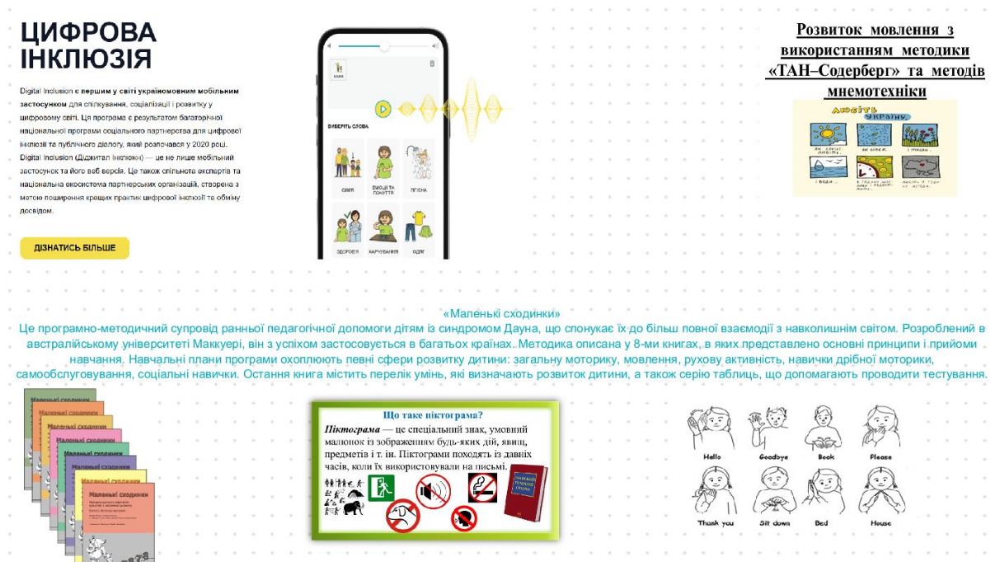 ЦИФРОВА
ІНКЛЮЗІЯ
Digital Inclusion є першим у світі україномовним мобільним
застосунком для спілкування, соціалізації і розвитку у
цифровому світі. Ця програма є результатом багаторічної
національної програми соціального партнерства для цифрової
інклюзії та публічного діалогу, який розпочався у 2020 році.
Digital Inclusion (Діджитал Інклюжн) — це не лише мобільний
застосунок та його веб версія. Це також спільнота експертів та
національна екосистема партнерських організацій, створена з
метою поширення кращих практик цифрової інклюзії та обміну
досвідом.
ДІЗНАТИСЬ БІЛЬШЕ
ВИБЕРІТЬ СЛОВА
СІМ'Я
ЕМОЦІЇ ТА
ПОЧУТТЯ
ГІГІЄНА
ЗДОРОВ'Я
ХАРЧУВАННЯ
ОДЯГ
Розвиток мовлення з
використанням методики
«ТАН–Содерберг» та методів
мнемотехніки
ЛЮБІТЬ
УКРАЇНУ,
ЯК СОНЦЕ,
ЛЮБІТЬ,
І ВОДИ...
«Маленькі сходинки»
Це програмно-методичний супровід ранньої педагогічної допомоги дітям із синдромом Дауна, що спонукає їх до більш повної взаємодії з навколишнім світом. Розроблений в
австралійському університеті Маккуері, він з успіхом застосовується в багатьох країнах. Методика описана у 8-ми книгах, в яких представлено основні принципи і прийоми
навчання. Навчальні плани програми охоплюють певні сфери розвитку дитини: загальну моторику, мовлення, рухову активність, навички дрібної моторики,
самообслуговування, соціальні навички. Остання книга містить перелік умінь, які визначають розвиток дитини, а також серію таблиць, що допомагають проводити тестування.
Маленькі сходинки
Маленькі сходинки
Маленькі сходинки
Маленькі сходинки
Маленькі сходинки
Маленькі сходинки
Маленькі сходинки
Маленькі сходинки
Що таке піктограма?
Піктограма — це спеціальний знак, умовний
малюнок із зображенням будь-яких дій, явищ,
предметів і т. ін. Піктограми походять із давніх
часів, коли їх використовували на письмі.
Hello
Goodbye
Book
Please
Thank you
Sit down
Bed
House